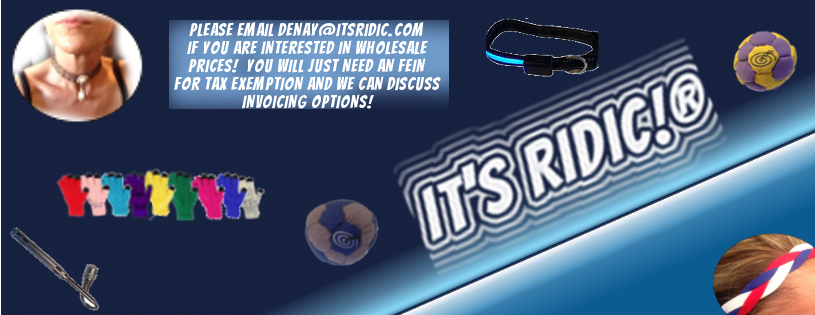 PLEASE EMAIL DENAY@ITSRIDIC.COM
IF YOU ARE INTERESTED IN WHOLESALE
PRICES! YOU WILL JUST NEED AN FEIN
FOR TAX EXEMPTION AND WE CAN DISCUSS
INVOICING OPTIONS!
IT'S RIDIC!®